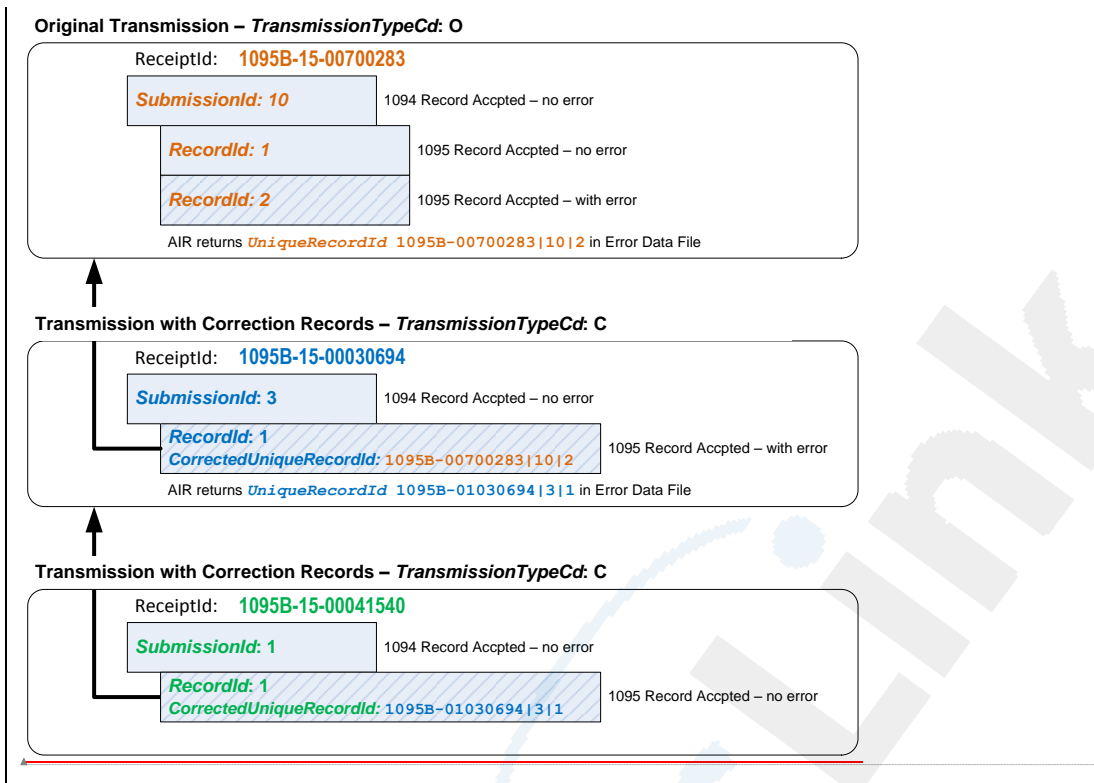 Original Transmission – TransmissionTypeCd: O
ReceiptId: 1095B-15-00700283
SubmissionId: 10
1094 Record Accpted – no error
RecordId: 1
1095 Record Accpted – no error
RecordId: 2
1095 Record Accpted – with error
AIR returns UniqueRecordId 1095B-00700283|10|2 in Error Data File
Transmission with Correction Records – TransmissionTypeCd: C
ReceiptId: 1095B-15-00030694
SubmissionId: 3
1094 Record Accpted – no error
RecordId: 1
CorrectedUniqueRecordId: 1095B-00700283|10|2
1095 Record Accpted – with error
AIR returns UniqueRecordId 1095B-01030694|3|1 in Error Data File
Transmission with Correction Records – TransmissionTypeCd: C
ReceiptId: 1095B-15-00041540
SubmissionId: 1
1094 Record Accpted – no error
RecordId: 1
CorrectedUniqueRecordId: 1095B-01030694|3|1
1095 Record Accpted – no error
Link